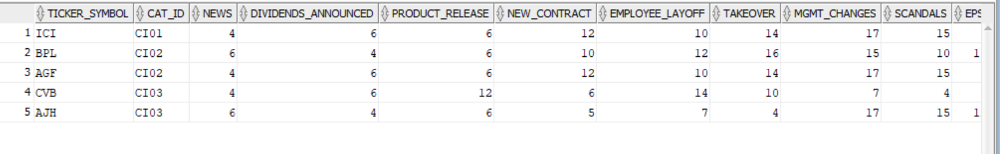 TICKER_SYMBOL CAT_ID NEWS DIVIDENDS_ANNOUNCED PRODUCT_RELEASE NEW_CONTRACT EMPLOYEE_LAYOFF TAKEOVER MGMT_CHANGES SCANDALS EPS
1 ICI CI01 4 6 6 12 10 14 17 15
2 BPL CI02 6 4 6 10 12 16 15 10 1
3 AGF CI02 4 6 6 12 10 14 17 15
4 CVB CI03 4 6 12 6 14 10 7 4
5 AJH CI03 6 4 6 5 7 4 17 15 1